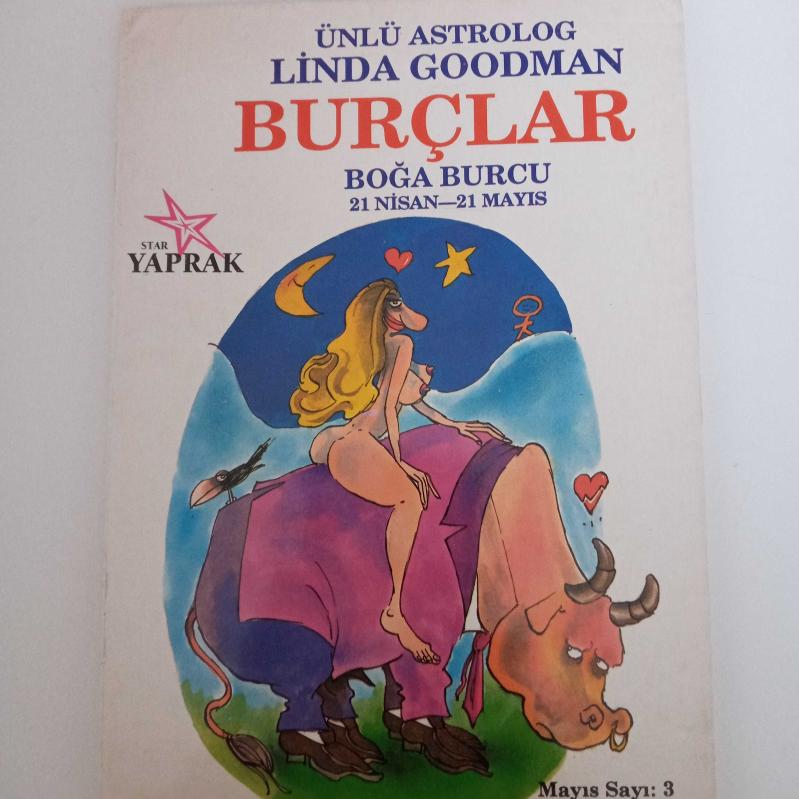 ÜNLÜ ASTROLOG
LİNDA GOODMAN
BURÇLAR
BOĞA BURCU
21 NİSAN—21 MAYIS
STAR
YAPRAK
Mayıs Sayı: 3